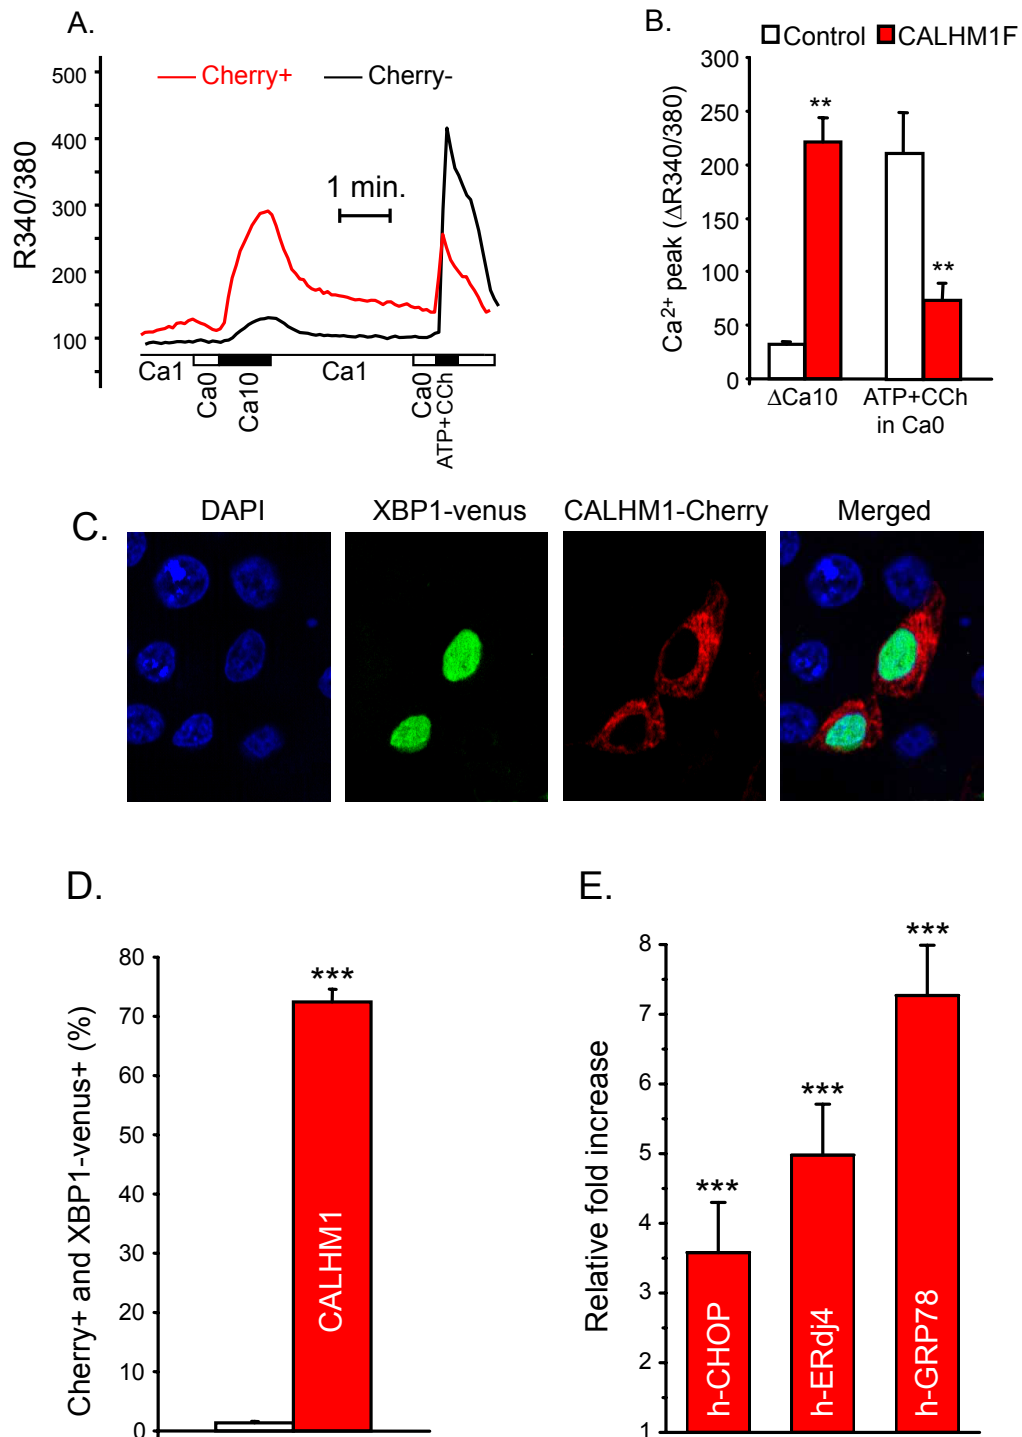 A.
Cherry+ Cherry-
500
400
300
200
100
R340/380
1 min.
Ca1
Ca0
Ca10
Ca1
Ca0
ATP+CCh
B.
Control CALHM1F
300
250
200
150
100
50
0
Ca²⁺ peak (ΔR340/380)
**
**
ΔCa10
ATP+CCh
in Ca0
C.
DAPI XBP1-venus CALHM1-Cherry Merged
D.
80
70
60
50
40
30
20
10
0
Cherry+ and XBP1-venus+ (%)
***
CALHM1
E.
8
7
6
5
4
3
2
1
Relative fold increase
***
***
***
h-CHOP
h-ERdj4
h-GRP78